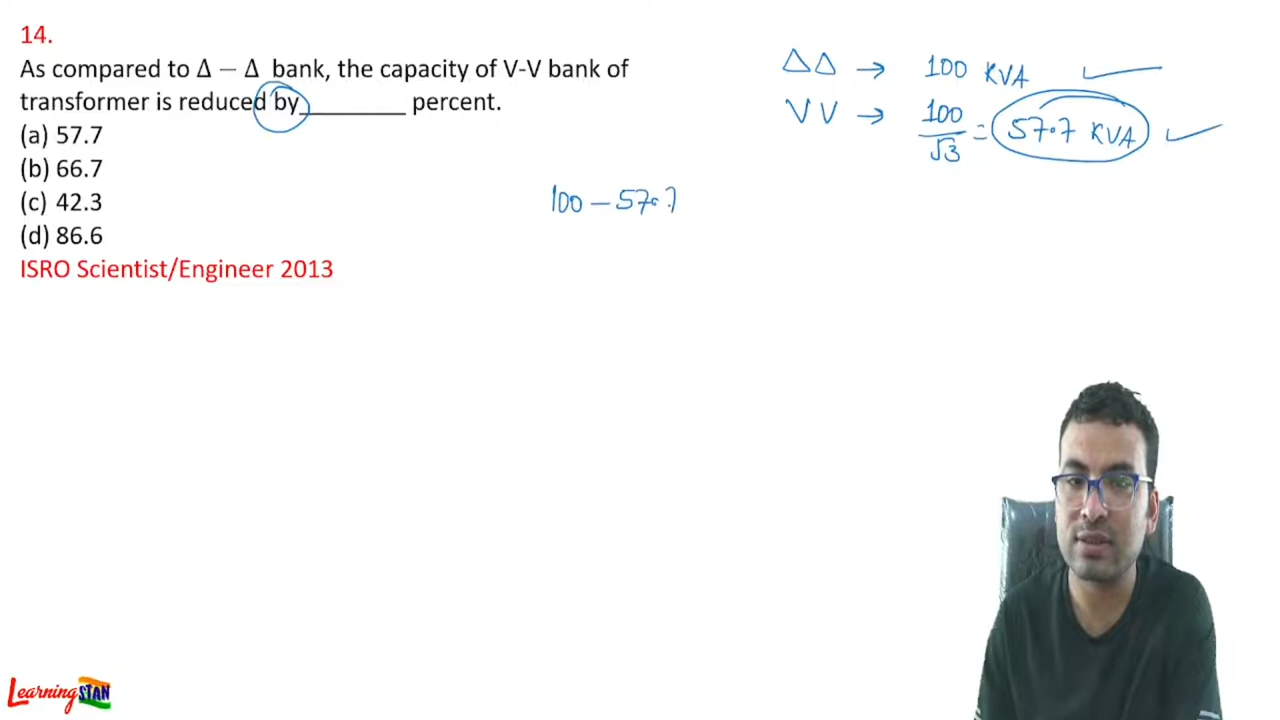 14.
As compared to Δ − Δ bank, the capacity of V-V bank of
transformer is reduced by__________ percent.
(a) 57.7
(b) 66.7
(c) 42.3
(d) 86.6
ISRO Scientist/Engineer 2013
ΔΔ → 100 KVA
VV → 100/√3 = 57.7 KVA
100 − 57.7
Learning STAN